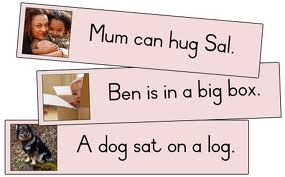 Mum can hug Sal.
Ben is in a big box.
A dog sat on a log.